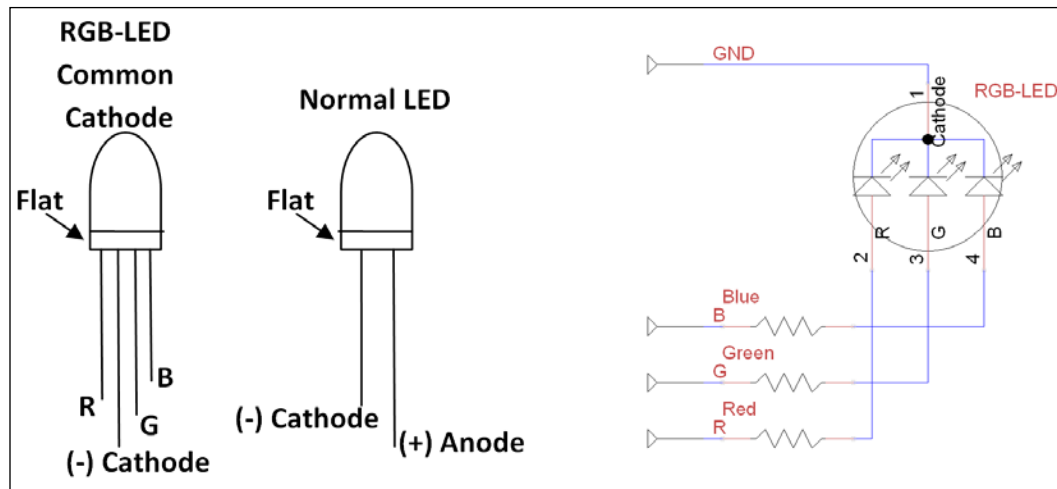 RGB-LED
Common
Cathode
Flat
R
(-) Cathode
G
B
Normal LED
Flat
(-) Cathode
(+) Anode
GND
1
Cathode
RGB-LED
R
G
B
2
3
4
Blue
B
Green
G
Red
R